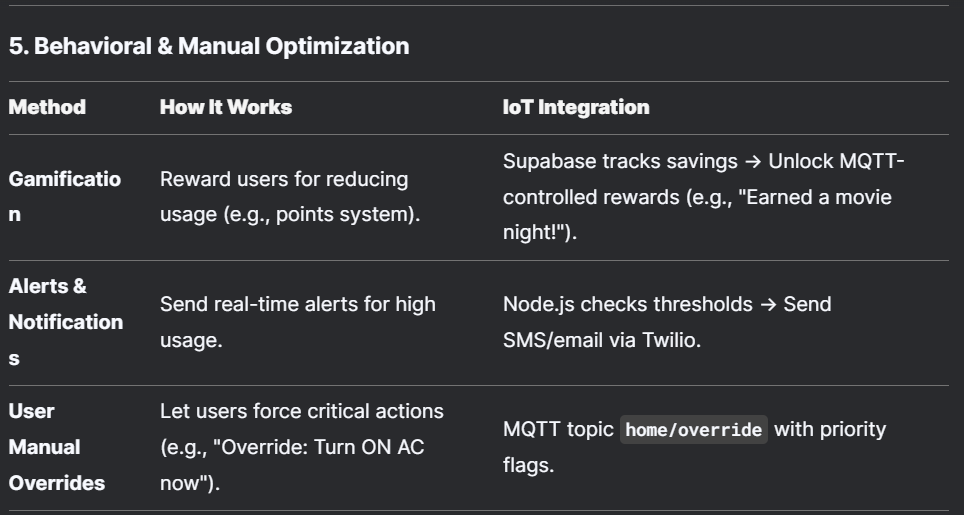 5. Behavioral & Manual Optimization
Method How It Works IoT Integration
Gamificatio
n
Reward users for reducing
usage (e.g., points system).
Supabase tracks savings → Unlock MQTT-
controlled rewards (e.g., "Earned a movie
night!").
Alerts &
Notification
s
Send real-time alerts for high
usage.
Node.js checks thresholds → Send
SMS/email via Twilio.
User
Manual
Overrides
Let users force critical actions
(e.g., "Override: Turn ON AC
now").
MQTT topic home/override with priority
flags.